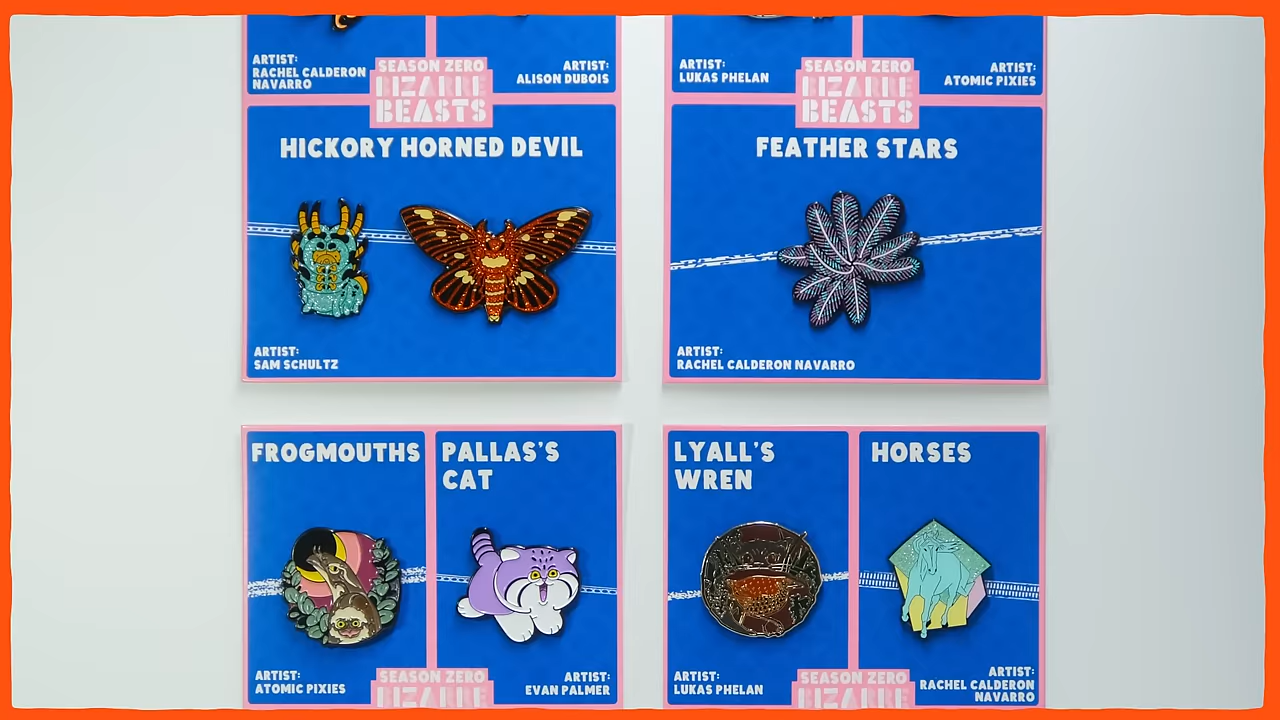 ARTIST:
RACHEL CALDERON
NAVARRO
ARTIST:
ALISON DUBOIS
SEASON ZERO
BIZARRE
BEASTS
HICKORY HORNED DEVIL
ARTIST:
SAM SCHULTZ
ARTIST:
LUKAS PHELAN
ARTIST:
ATOMIC PIXIES
SEASON ZERO
BIZARRE
BEASTS
FEATHER STARS
ARTIST:
RACHEL CALDERON NAVARRO
FROGMOUTHS
ARTIST:
ATOMIC PIXIES
PALLAS'S
CAT
ARTIST:
EVAN PALMER
SEASON ZERO
BIZARRE
LYALL'S
WREN
ARTIST:
LUKAS PHELAN
HORSES
ARTIST:
RACHEL CALDERON
NAVARRO
SEASON ZERO
BIZARRE